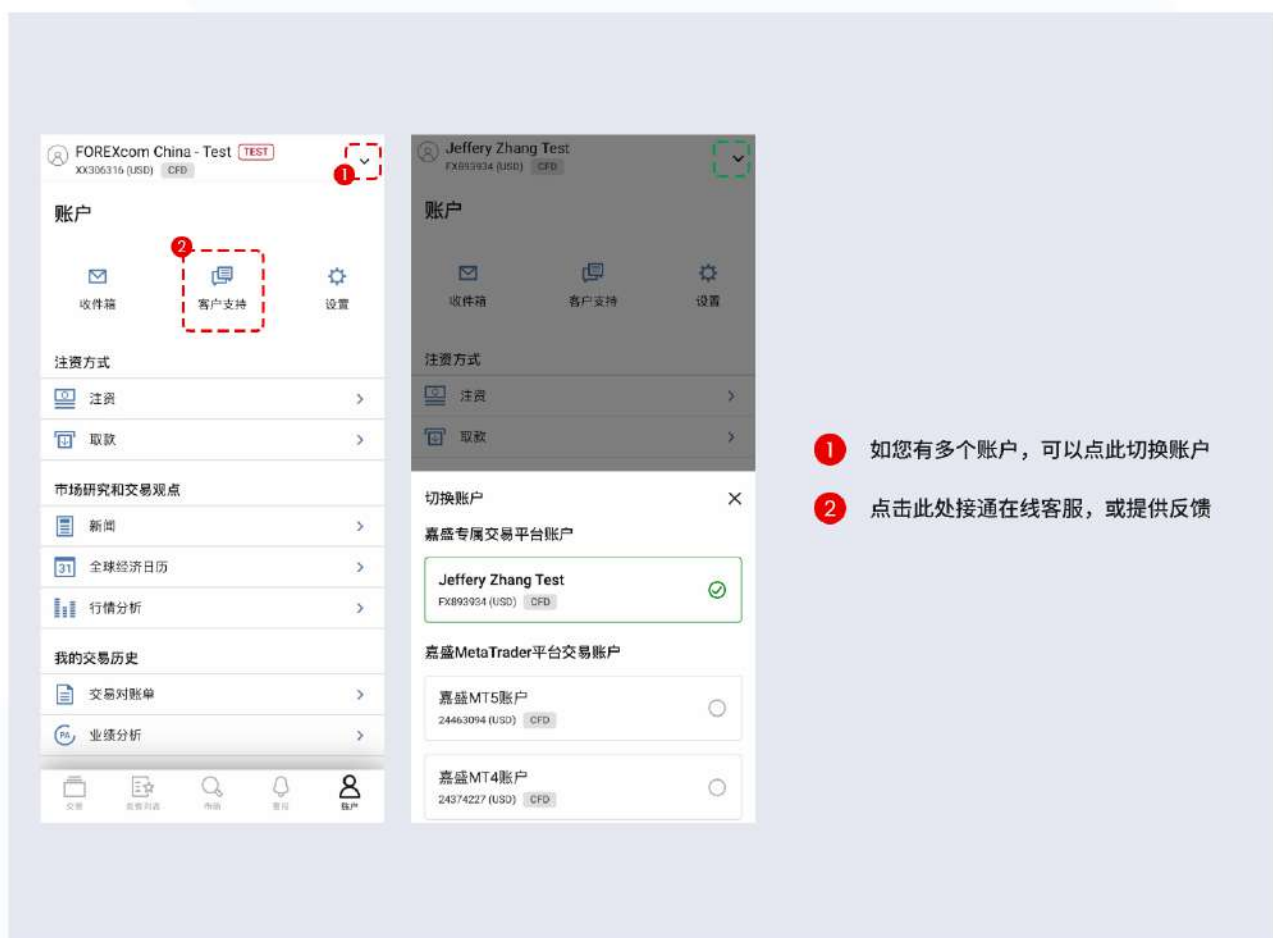 FOREXcom China - Test TEST
XX306316 (USD) CFD
1
账户
2
收件箱
客户支持
设置
注资方式
注资
取款
市场研究和交易观点
新闻
31 全球经济日历
行情分析
我的交易历史
交易对账单
PA 业绩分析
交易
市场
账户
Jeffery Zhang Test
FX893934 (USD) CFD
账户
收件箱
客户支持
设置
注资方式
注资
取款
切换账户
嘉盛专属交易平台账户
Jeffery Zhang Test
FX893934 (USD) CFD
嘉盛MetaTrader平台交易账户
嘉盛MT5账户
24463094 (USD) CFD
嘉盛MT4账户
24374227 (USD) CFD
1 如您有多个账户，可以点此切换账户
2 点击此处接通在线客服，或提供反馈